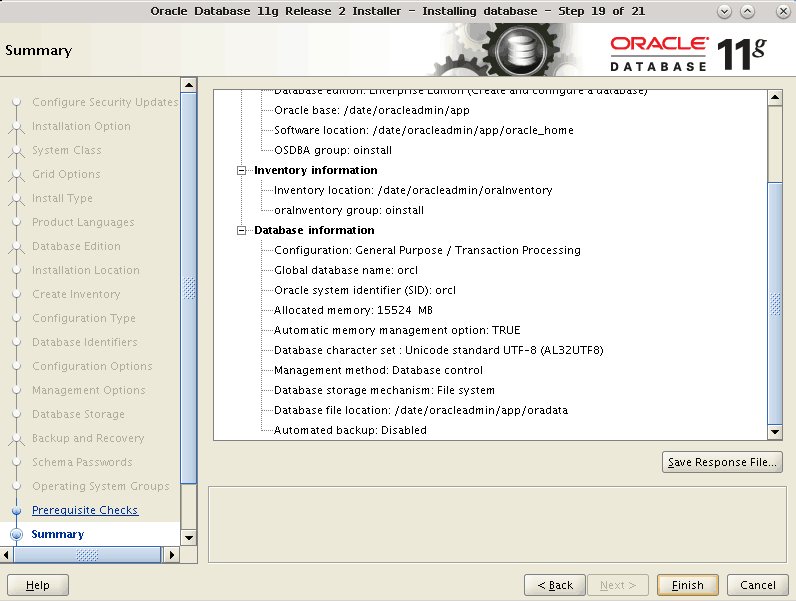 Oracle Database 11g Release 2 Installer - Installing database - Step 19 of 21
Summary
ORACLE
DATABASE
11g
Configure Security Updates
Installation Option
System Class
Grid Options
Install Type
Product Languages
Database Edition
Installation Location
Create Inventory
Configuration Type
Database Identifiers
Configuration Options
Management Options
Database Storage
Backup and Recovery
Schema Passwords
Operating System Groups
Prerequisite Checks
Summary
Database edition: Enterprise Edition (Create and configure a database)
Oracle base: /date/oracleadmin/app
Software location: /date/oracleadmin/app/oracle_home
OSDBA group: oinstall
Inventory information
Inventory location: /date/oracleadmin/oraInventory
oraInventory group: oinstall
Database information
Configuration: General Purpose / Transaction Processing
Global database name: orcl
Oracle system identifier (SID): orcl
Allocated memory: 15524 MB
Automatic memory management option: TRUE
Database character set : Unicode standard UTF-8 (AL32UTF8)
Management method: Database control
Database storage mechanism: File system
Database file location: /date/oracleadmin/app/oradata
Automated backup: Disabled
Save Response File...
Help
< Back
Next >
Finish
Cancel